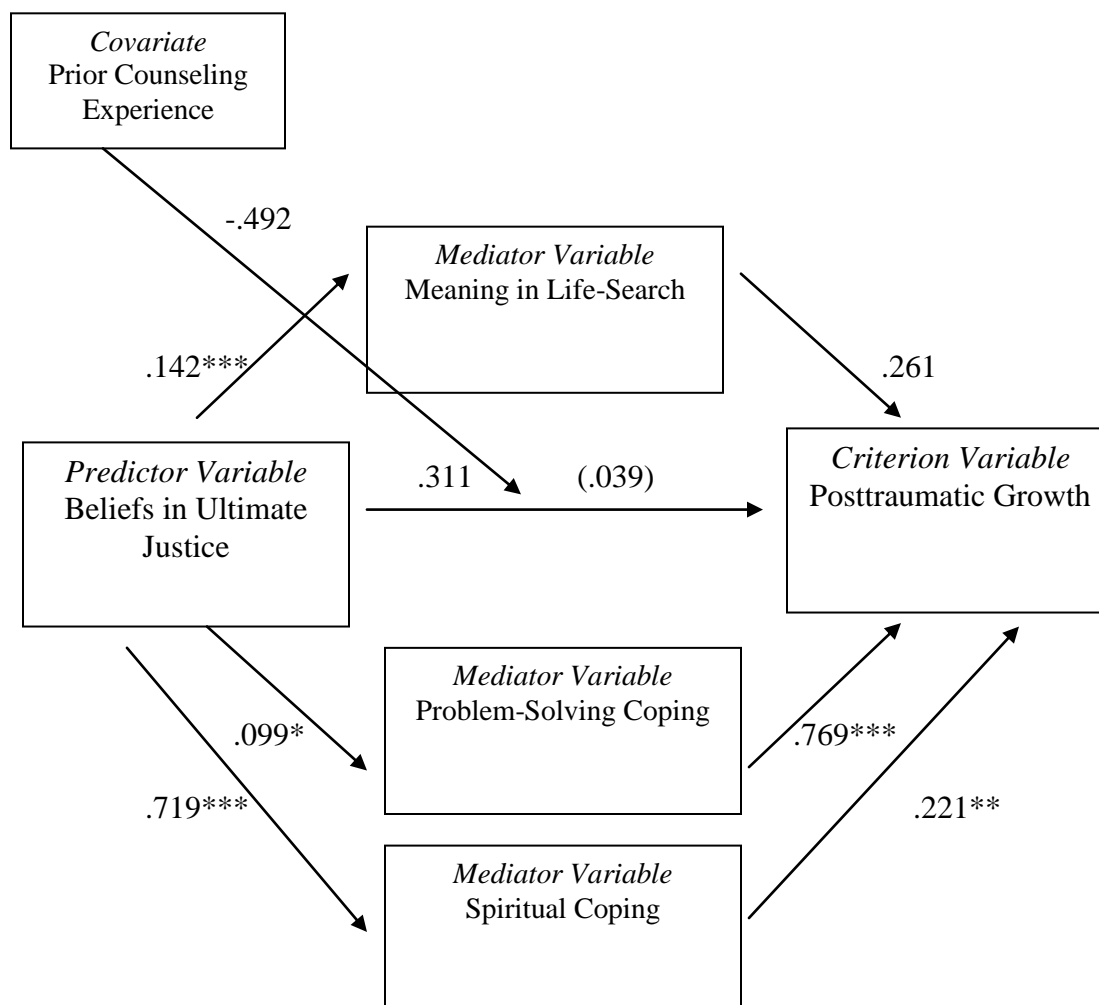 Covariate
Prior Counseling
Experience
-.492
Mediator Variable
Meaning in Life-Search
.142***
.261
Predictor Variable
Beliefs in Ultimate
Justice
.311
(.039)
Criterion Variable
Posttraumatic Growth
Mediator Variable
Problem-Solving Coping
.099*
.769***
.719***
.221**
Mediator Variable
Spiritual Coping